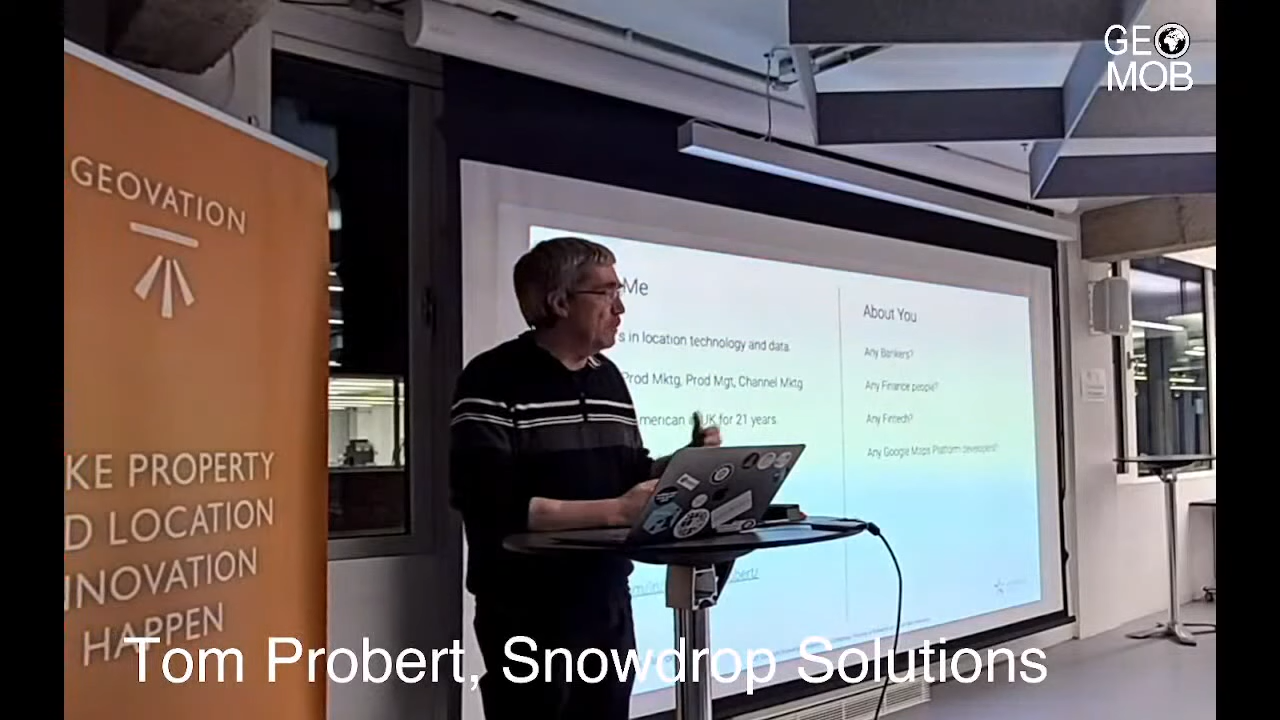 GEO
MOB
GEOVATION
KE PROPERTY
D LOCATION
INNOVATION
HAPPEN
Me
s in location technology and data.
Prod Mktg, Prod Mgt, Channel Mktg
merican UK for 21 years.
About You
Any Bankers?
Any Finance people?
Any Fintech?
Any Google Maps Platform developers?
Tom Probert, Snowdrop Solutions